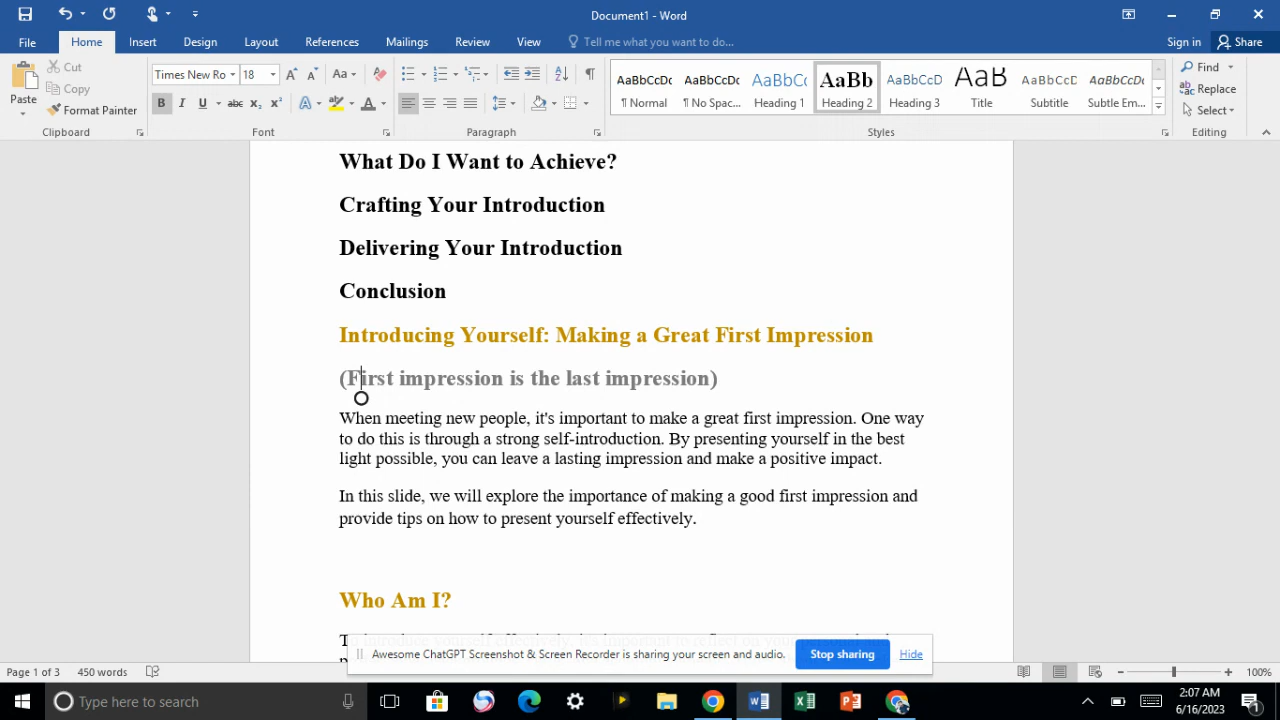 Document1 - Word
File Home Insert Design Layout References Mailings Review View Tell me what you want to do... Sign in Share
Paste
Cut
Copy
Format Painter
Clipboard
Times New Ro 18
Font
Paragraph
AaBbCcDc AaBbCcDc AaBbCc AaBb AaBbCcD AaB AaBbCcD AaBbCcDc
¶ Normal ¶ No Spac... Heading 1 Heading 2 Heading 3 Title Subtitle Subtle Em...
Styles
Find
Replace
Select
Editing
What Do I Want to Achieve?
Crafting Your Introduction
Delivering Your Introduction
Conclusion
Introducing Yourself: Making a Great First Impression
(First impression is the last impression)
When meeting new people, it's important to make a great first impression. One way
to do this is through a strong self-introduction. By presenting yourself in the best
light possible, you can leave a lasting impression and make a positive impact.
In this slide, we will explore the importance of making a good first impression and
provide tips on how to present yourself effectively.
Who Am I?
Awesome ChatGPT Screenshot & Screen Recorder is sharing your screen and audio. Stop sharing Hide
Page 1 of 3 450 words 100%
Type here to search
2:07 AM
6/16/2023